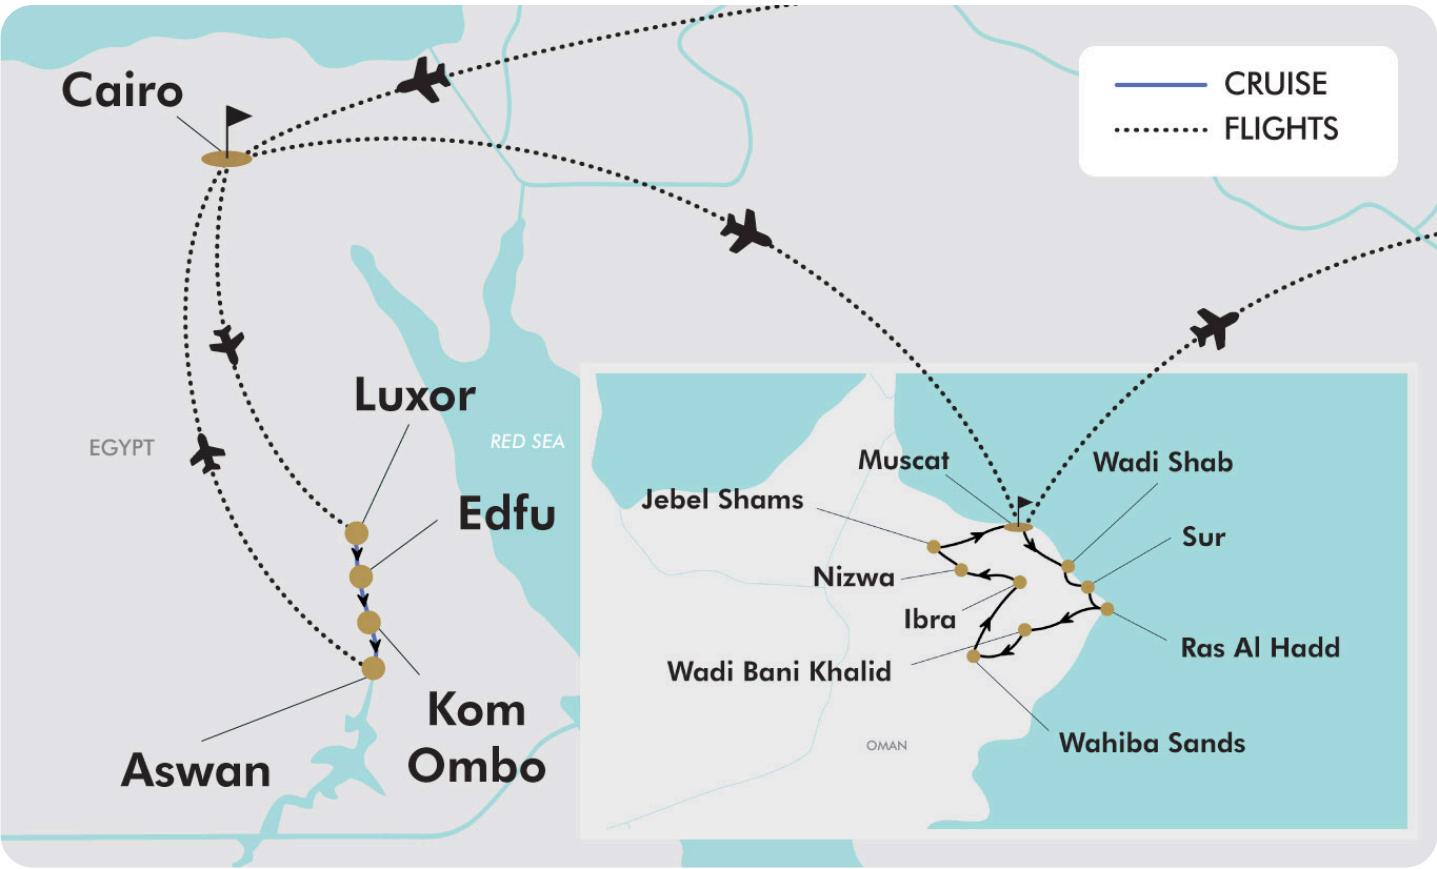 Cairo
CRUISE
FLIGHTS
Luxor
EGYPT
RED SEA
Edfu
Muscat
Wadi Shab
Jebel Shams
Sur
Nizwa
Ibra
Ras Al Hadd
Wadi Bani Khalid
Kom
Ombo
Aswan
OMAN
Wahiba Sands